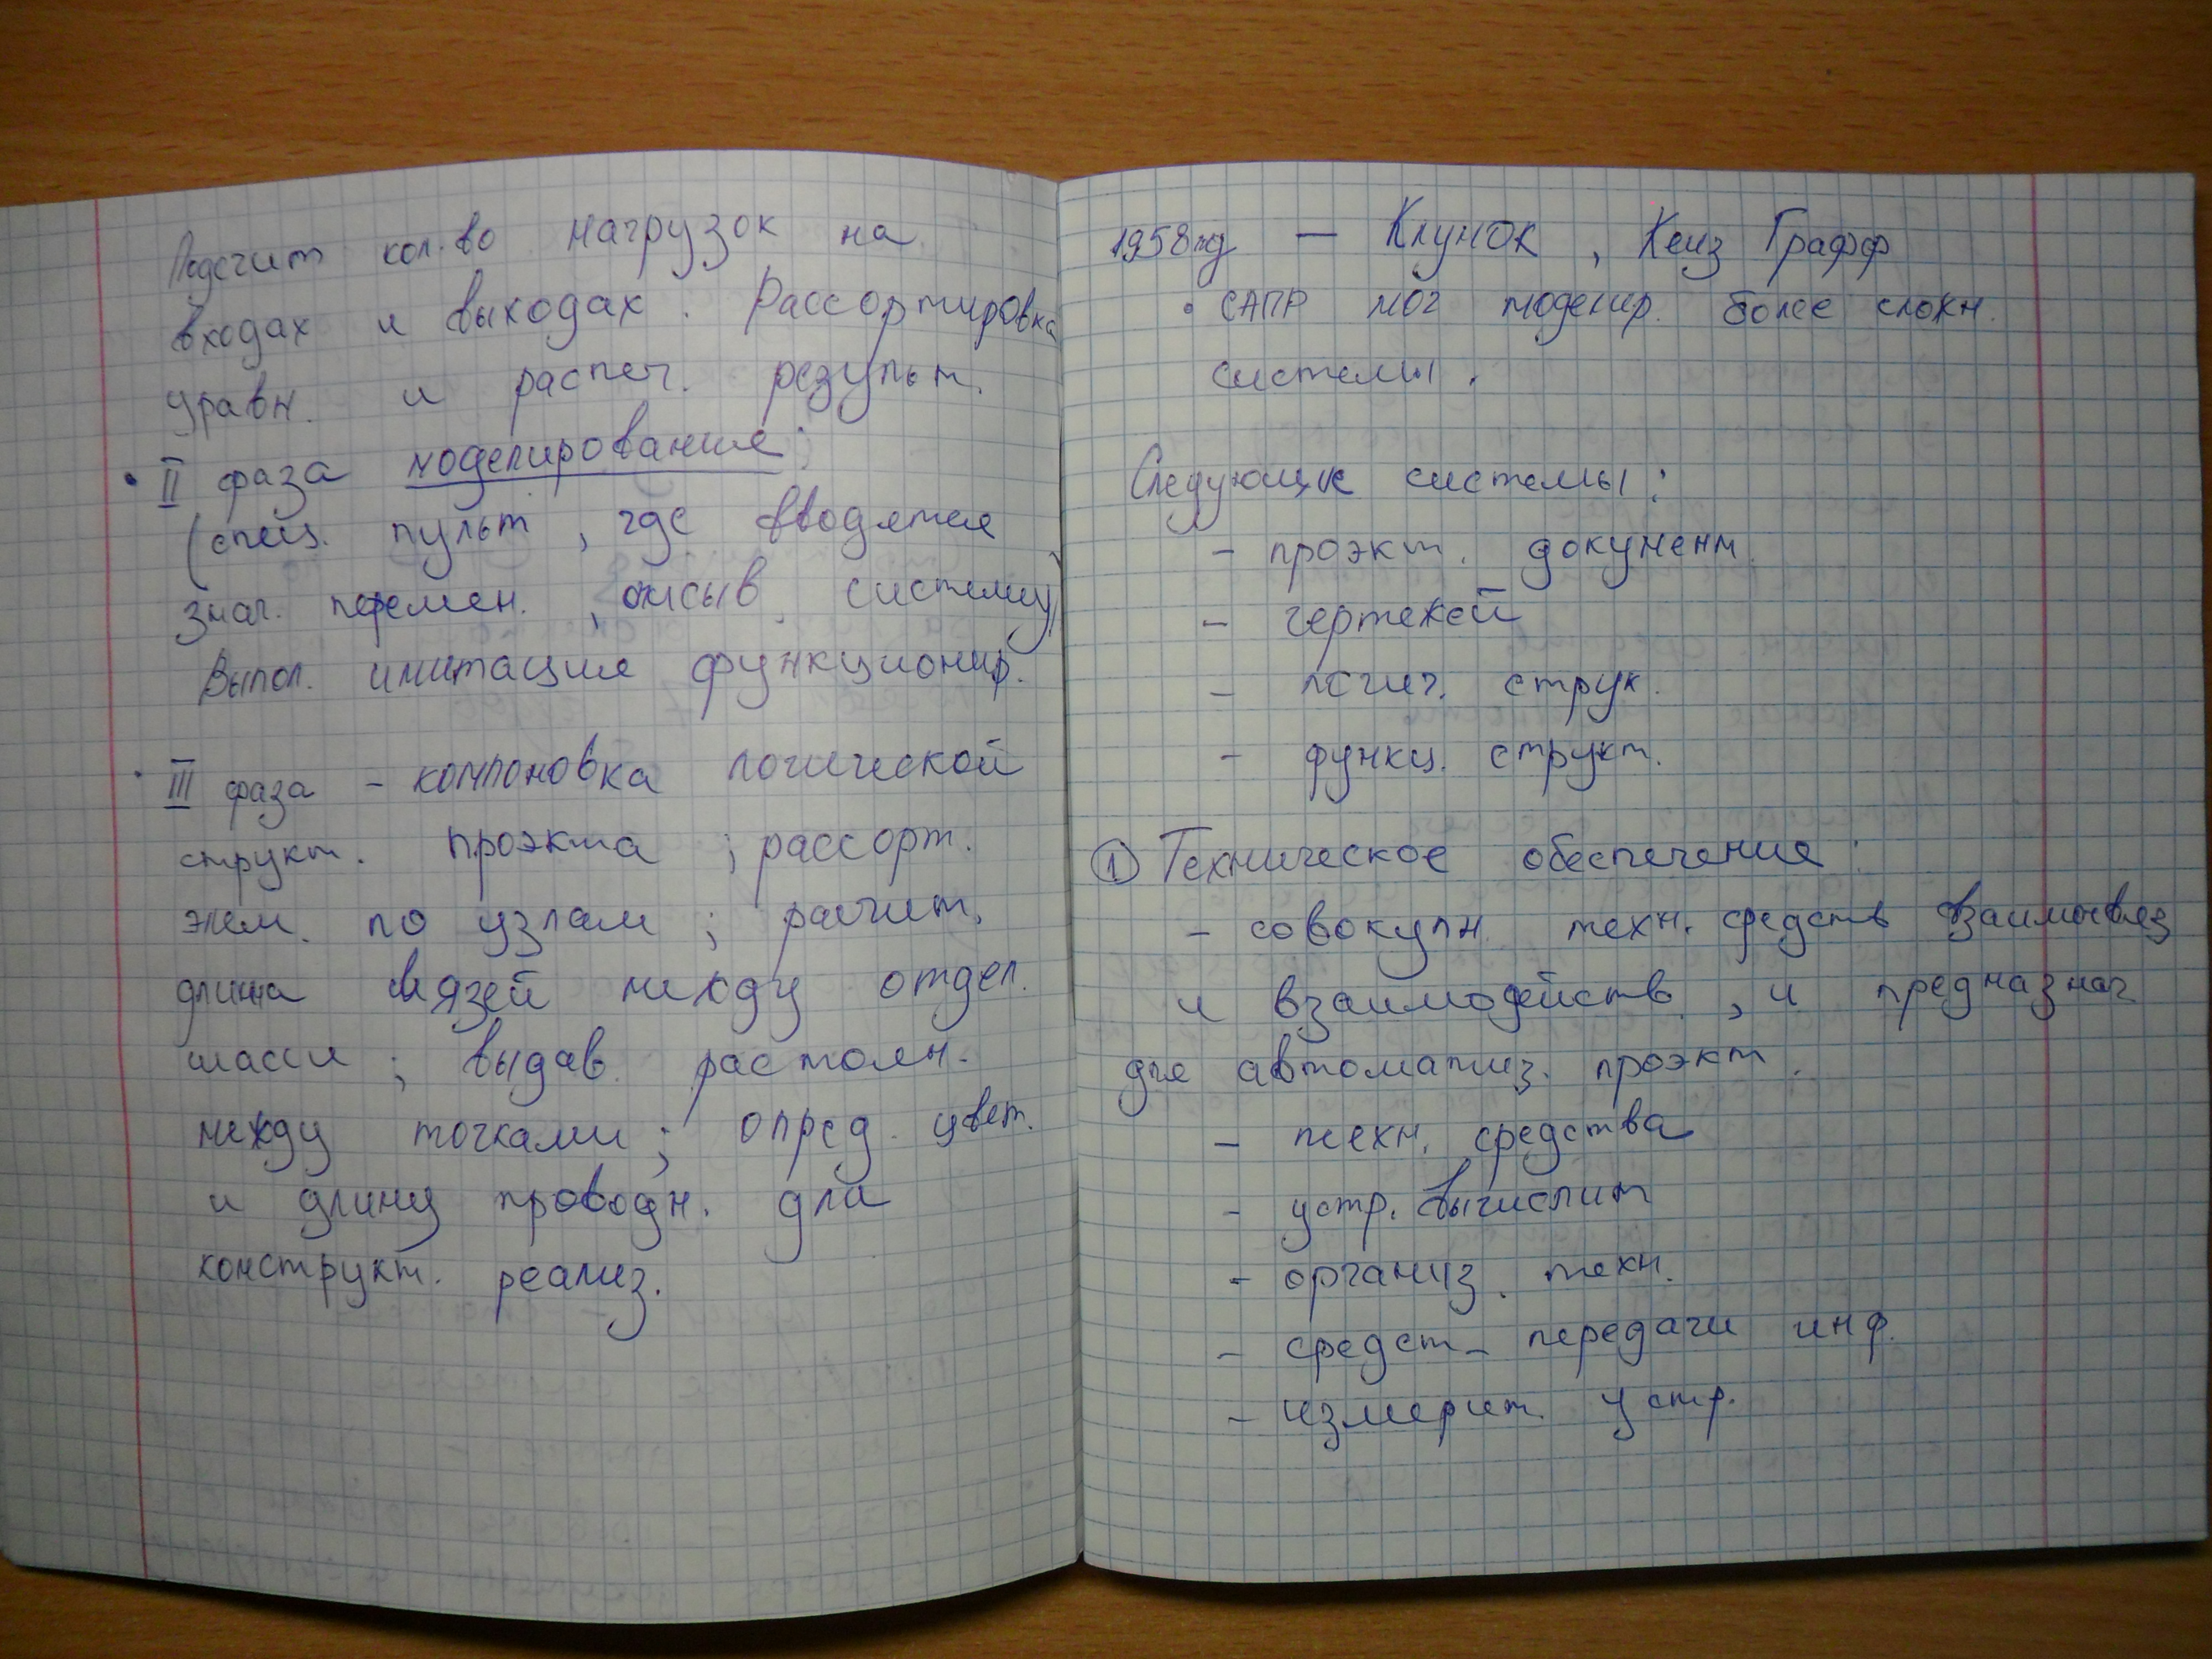 Подсчит кол.во нагрузок на
входах и выходах. Рассортировка
уравн. и распеч. результ.
• II фаза моделирование:
(спец. пульт, где вводятся
знач. перемен., описыв систему)
Выпол. имитация функционир.
• III фаза - компоновка логической
структ. проэкта; рассорт.
элем. по узлам; расчит.
длина связей между отдел.
шасси; выдав. растоян.
между точками; опред. цвет.
и длину проводн. для
конструкт. реализ.
1958 год — Клунок, Кеиз Графф
• САПР мог моделир. более сложн.
системы.
Следующие системы:
- проэкт. документ.
- чертежей
- логич. струк.
- функц. структ.
① Техническое обеспечение:
- совокупн. техн. средств взаимосвяз
и взаимодейств., и предназнач
для автоматиз. проэкт.
- техн. средства
- устр. вычислит
- организ. техн.
- средст- передачи инф.
- измерит. устр.